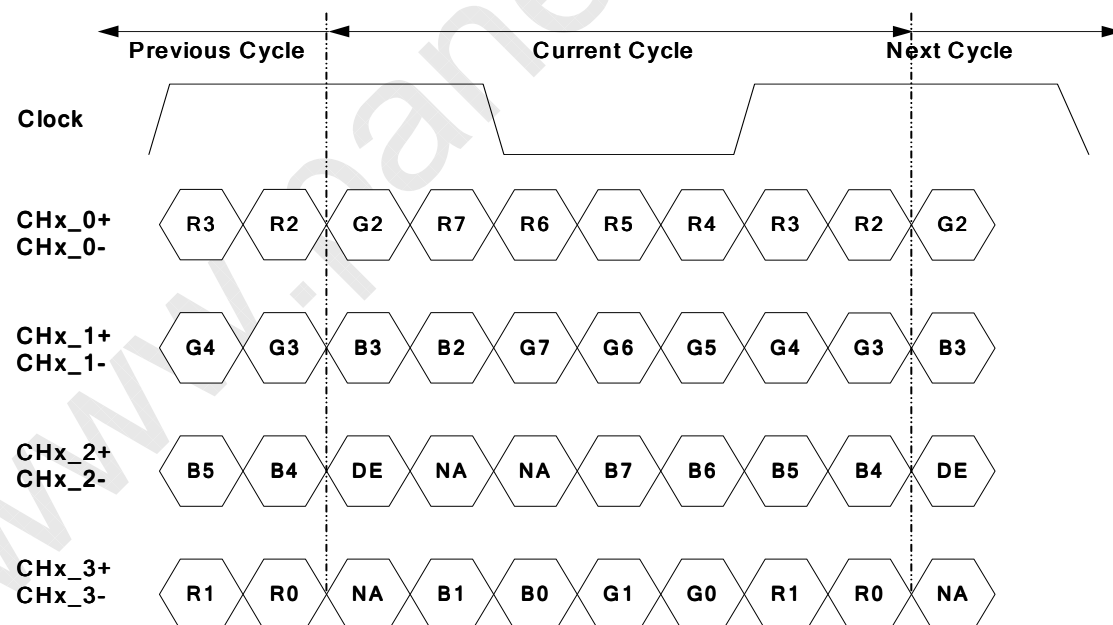 Previous Cycle Current Cycle Next Cycle
Clock
CHx_0+
CHx_0-
R3 R2 G2 R7 R6 R5 R4 R3 R2 G2
CHx_1+
CHx_1-
G4 G3 B3 B2 G7 G6 G5 G4 G3 B3
CHx_2+
CHx_2-
B5 B4 DE NA NA B7 B6 B5 B4 DE
CHx_3+
CHx_3-
R1 R0 NA B1 B0 G1 G0 R1 R0 NA
www.pane